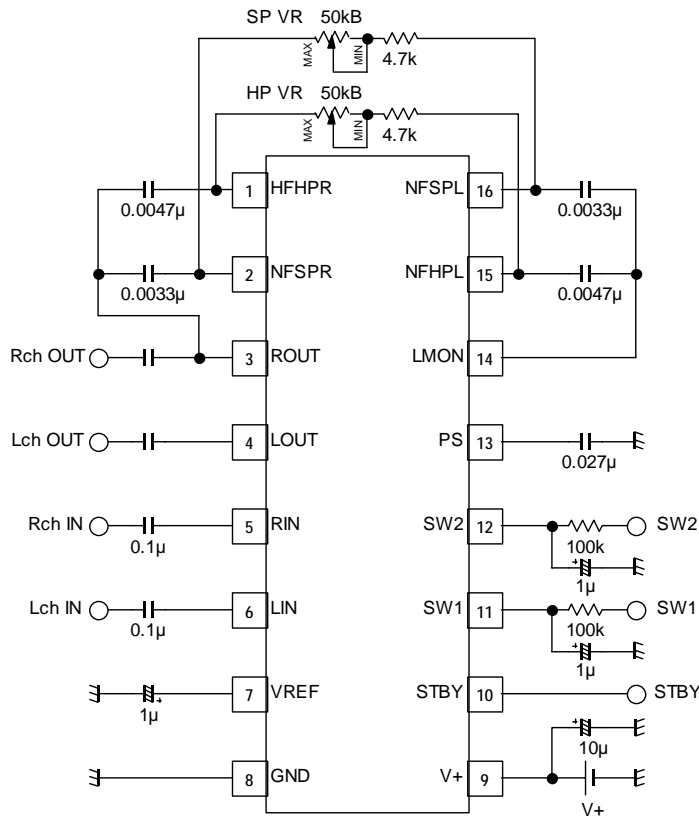 SP VR 50kB
MAX MIN 4.7k
HP VR 50kB
MAX MIN 4.7k
1 HFHPR NFSPL 16
0.0047µ 0.0033µ
2 NFSPR NFHPL 15
0.0033µ 0.0047µ
Rch OUT 3 ROUT LMON 14
Lch OUT 4 LOUT PS 13
0.027µ
Rch IN 5 RIN SW2 12 SW2
0.1µ 100k
+
1µ
Lch IN 6 LIN SW1 11 SW1
0.1µ 100k
+
1µ
7 VREF STBY 10 STBY
1µ +
+
10µ
8 GND V+ 9
V+